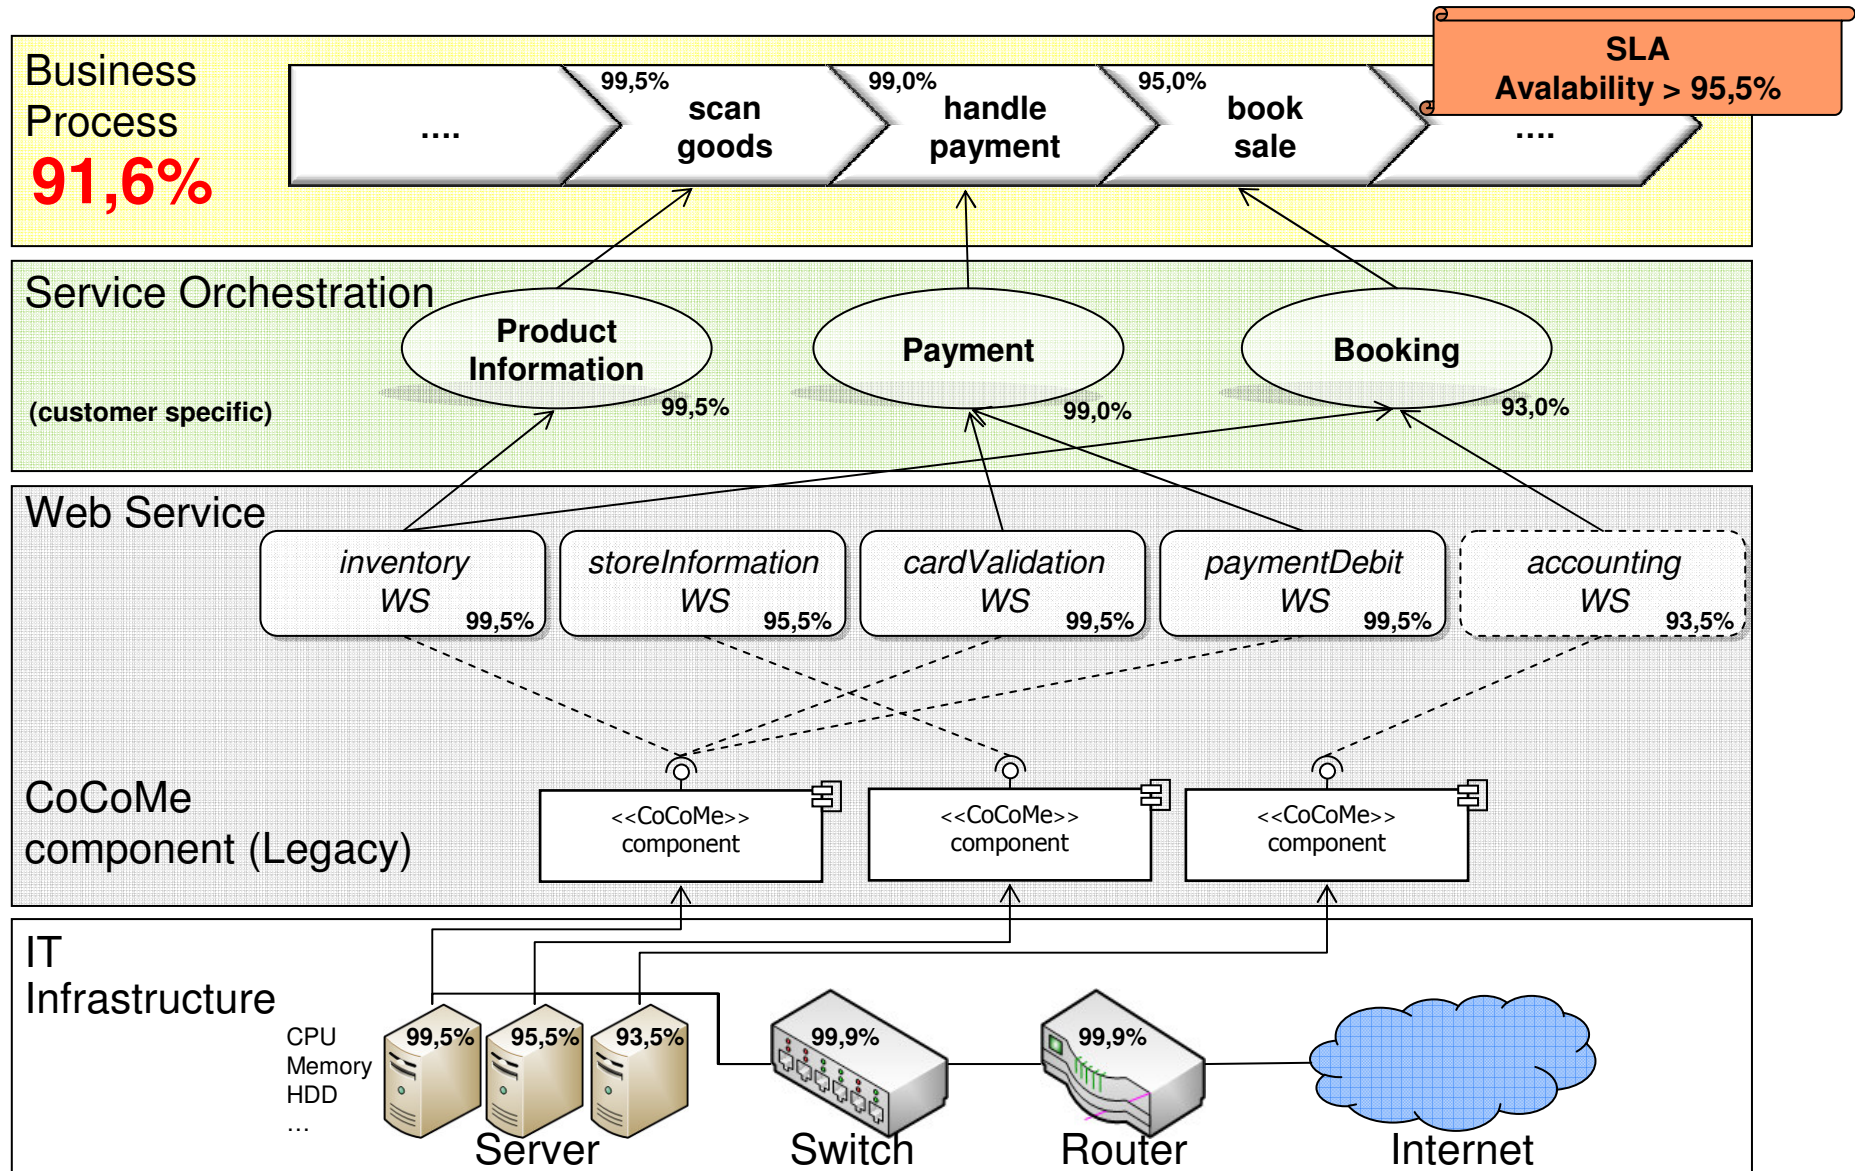 SLA
Avalability > 95,5%
Business
Process
91,6%
....
99,5%
scan
goods
99,0%
handle
payment
95,0%
book
sale
....
Service Orchestration
(customer specific)
Product
Information
99,5%
Payment
99,0%
Booking
93,0%
Web Service
inventory
WS
99,5%
storeInformation
WS
95,5%
cardValidation
WS
99,5%
paymentDebit
WS
99,5%
accounting
WS
93,5%
CoCoMe
component (Legacy)
<<CoCoMe>>
component
<<CoCoMe>>
component
<<CoCoMe>>
component
IT
Infrastructure
CPU
Memory
HDD
...
99,5%
95,5%
93,5%
99,9%
99,9%
Server
Switch
Router
Internet